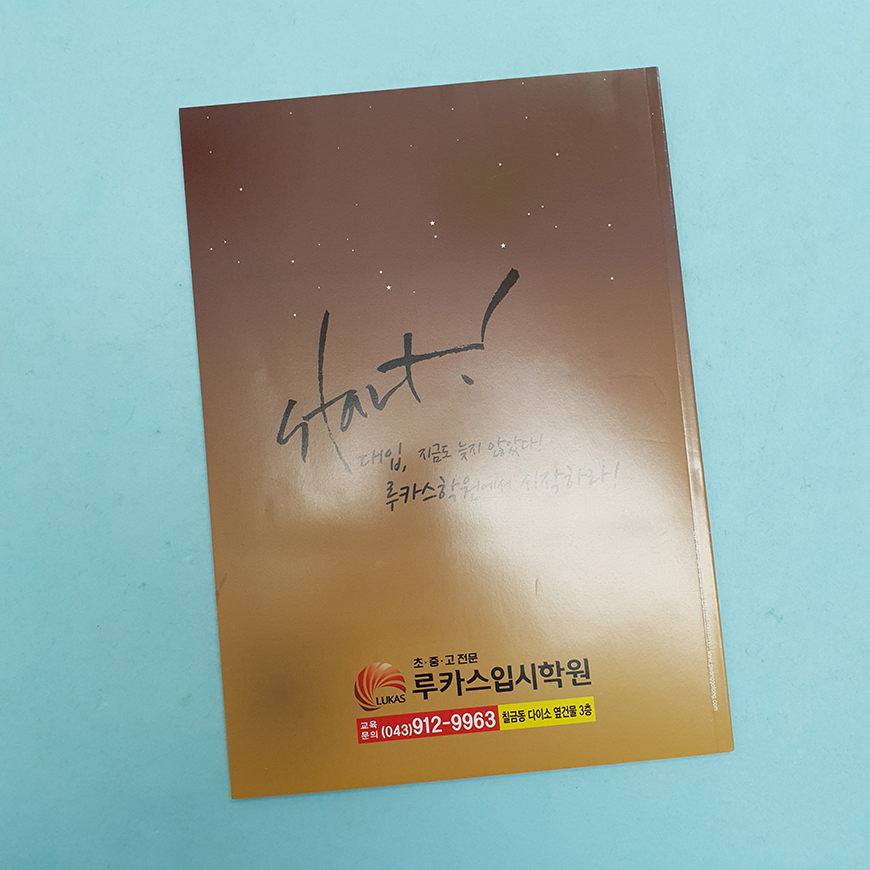 start!
대입, 지금도 늦지 않았다!
루카스학원에서 시작하라!
초·중·고 전문
LUKAS
루카스입시학원
교육문의 (043)912-9963 칠금동 다이소 옆건물 3층